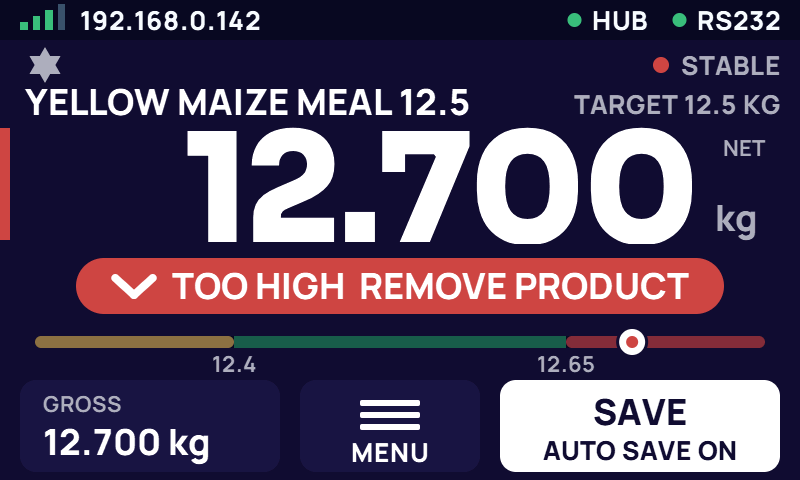 192.168.0.142
HUB
RS232
STABLE
YELLOW MAIZE MEAL 12.5
TARGET 12.5 KG
12.700
NET
kg
TOO HIGH REMOVE PRODUCT
12.4
12.65
GROSS
12.700 kg
MENU
SAVE
AUTO SAVE ON